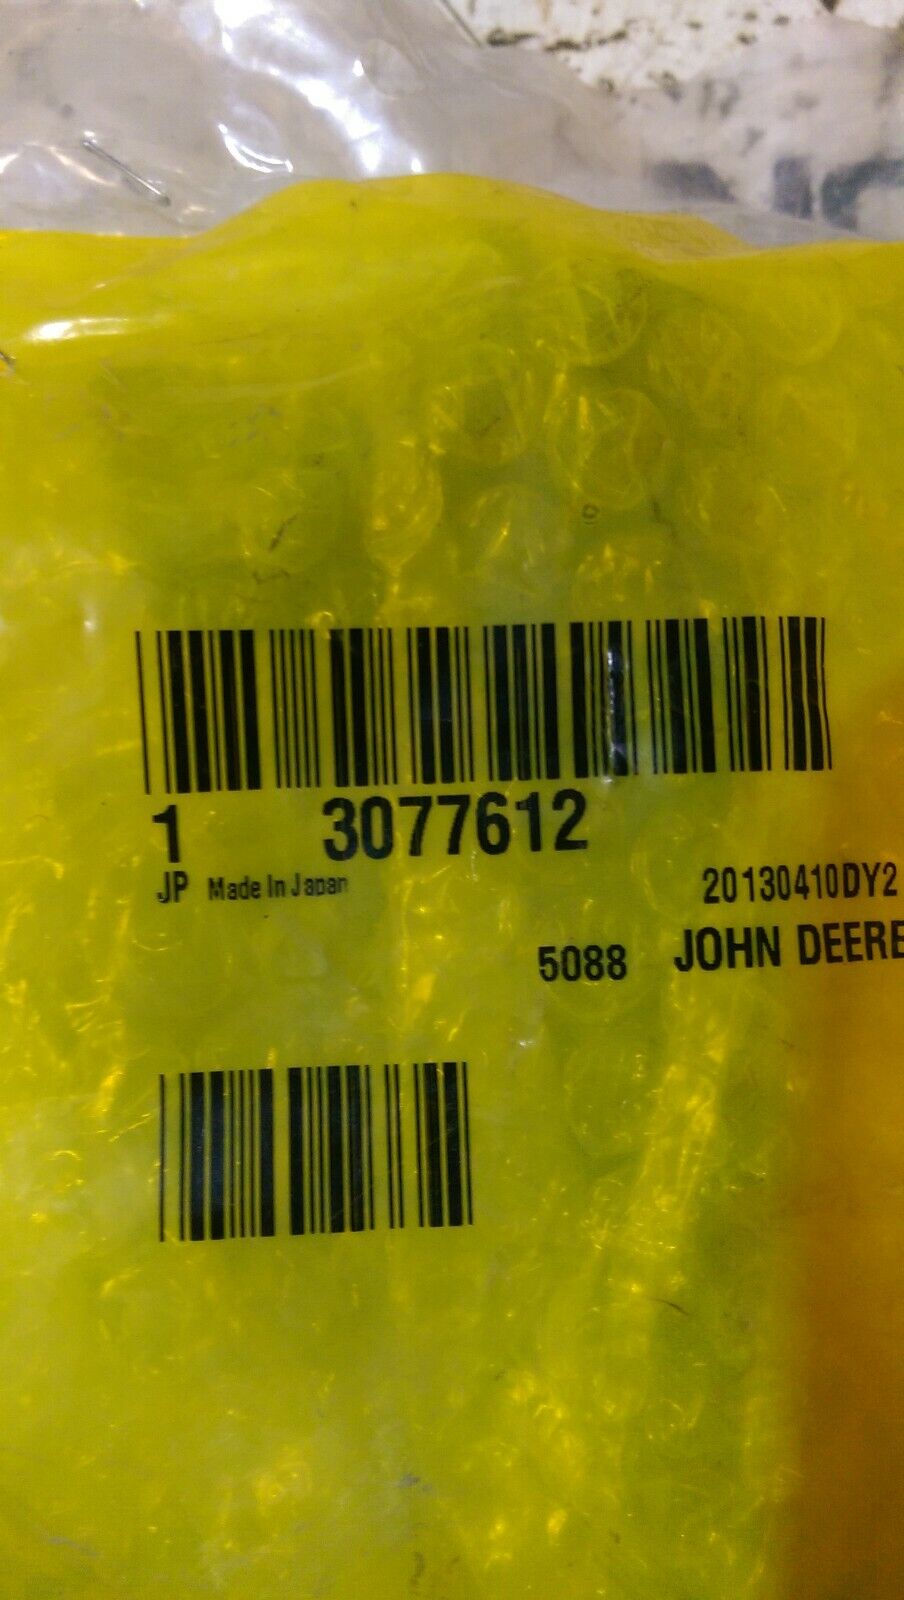 1 3077612
JP Made In Japan 20130410DY2
5088 JOHN DEERE